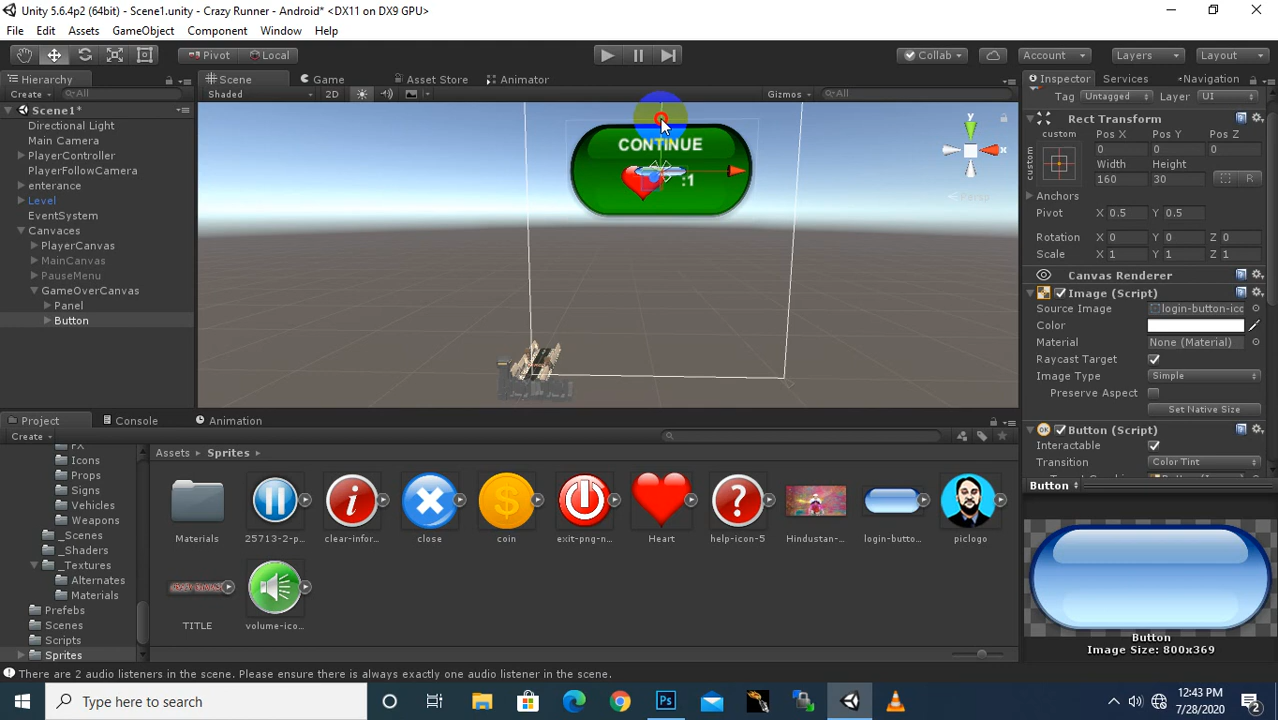 Unity 5.6.4p2 (64bit) - Scene1.unity - Crazy Runner - Android* <DX11 on DX9 GPU>
File Edit Assets GameObject Component Window Help
Pivot Local Collab Account Layers Layout
Hierarchy Scene Game Asset Store Animator Inspector Services Navigation
Create All Shaded 2D Gizmos All Tag Untagged Layer UI
Scene1*
Directional Light
Main Camera
PlayerController
PlayerFollowCamera
enterance
Level
EventSystem
Canvaces
PlayerCanvas
MainCanvas
PauseMenu
GameOverCanvas
Panel
Button
CONTINUE
:1
y
x
Persp
Rect Transform
custom Pos X Pos Y Pos Z
custom 0 0 0
Width Height
160 30 R
Anchors
Pivot X 0.5 Y 0.5
Rotation X 0 Y 0 Z 0
Scale X 1 Y 1 Z 1
Canvas Renderer
Image (Script)
Source Image login-button-ico
Color
Material None (Material)
Raycast Target
Image Type Simple
Preserve Aspect
Set Native Size
OK Button (Script)
Interactable
Transition Color Tint
Button
Project Console Animation
Create
FX
Icons
Props
Signs
Vehicles
Weapons
_Scenes
_Shaders
_Textures
Alternates
Materials
Prefebs
Scenes
Scripts
Sprites
Assets Sprites
Materials 25713-2-p... clear-infor... close coin exit-png-n... Heart help-icon-5 Hindustan-... login-butto... piclogo
TITLE volume-ico...
Button
Image Size: 800x369
There are 2 audio listeners in the scene. Please ensure there is always exactly one audio listener in the scene.
Type here to search
Ps
12:43 PM
7/28/2020
2